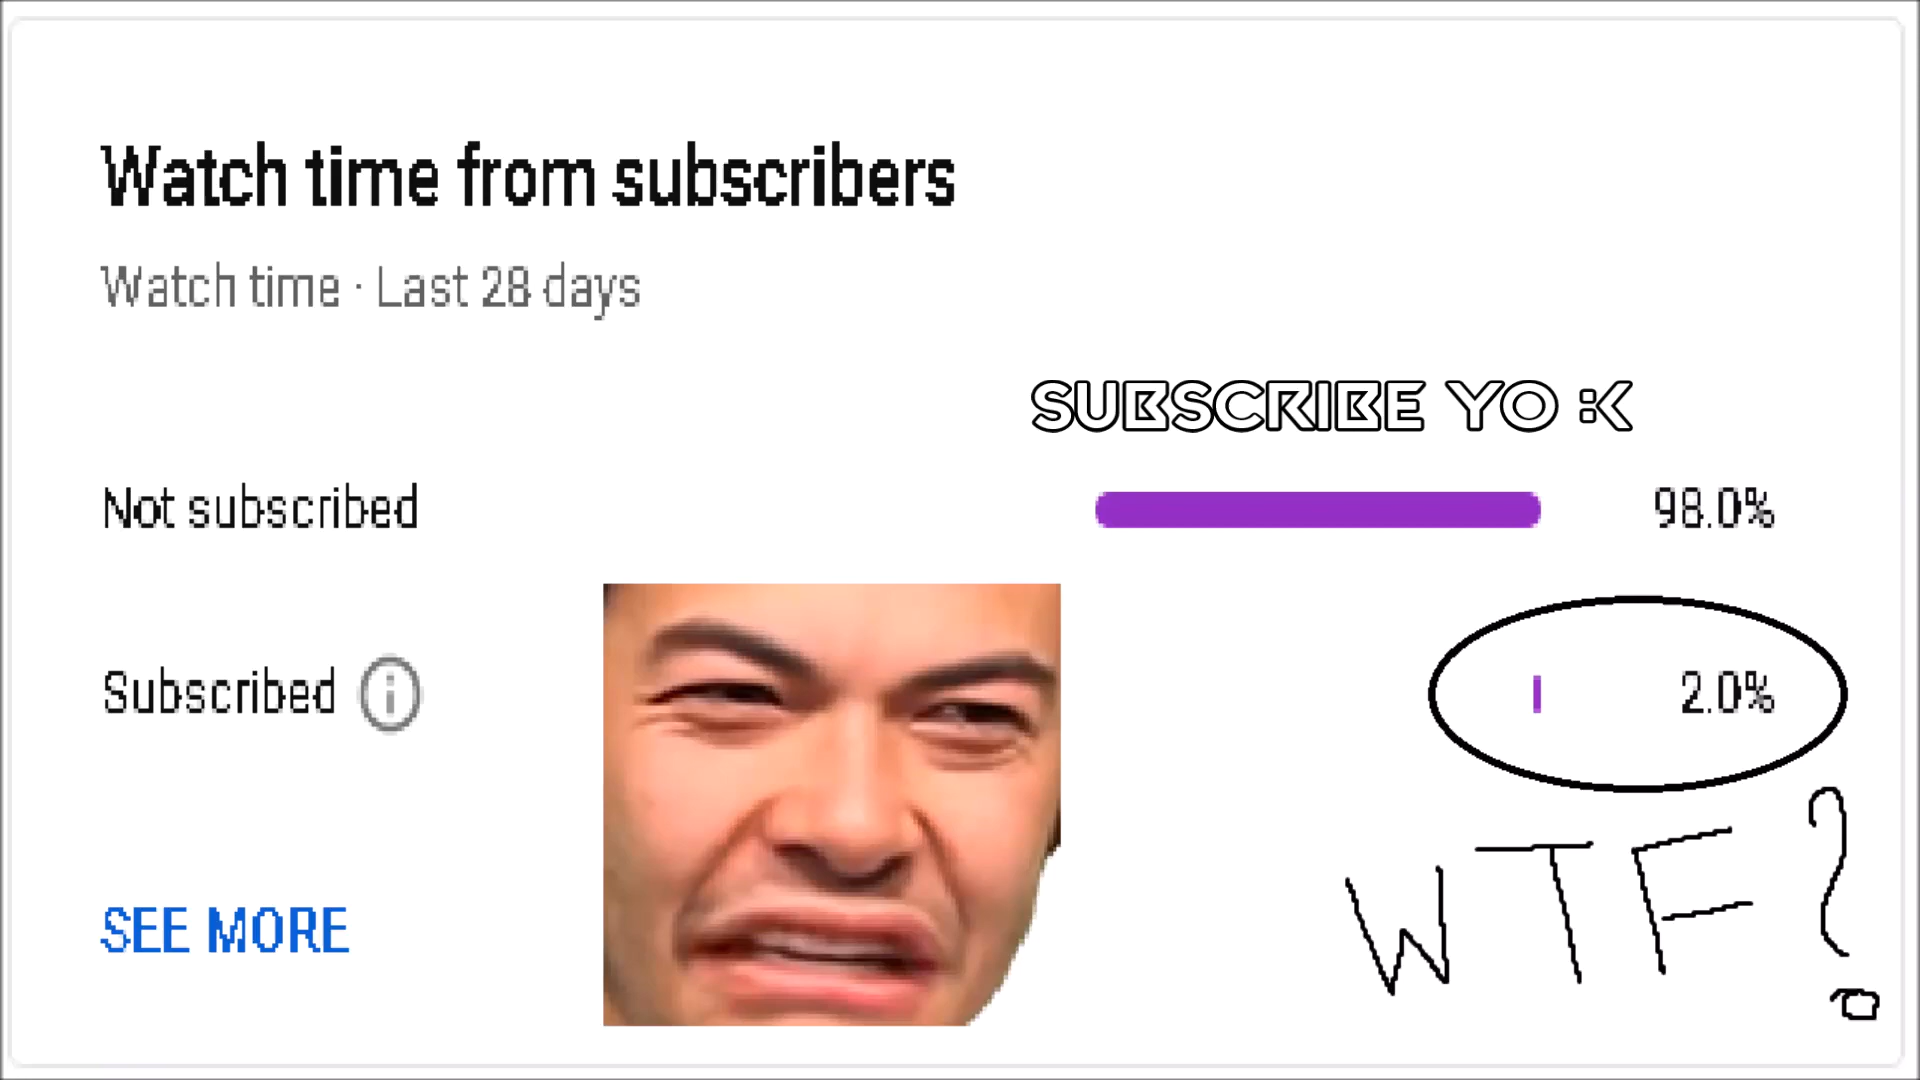 Watch time from subscribers
Watch time · Last 28 days
SUBSCRIBE YO :<
Not subscribed 98.0%
Subscribed 2.0%
WTF?
SEE MORE